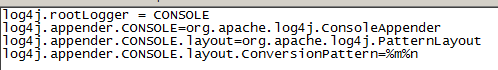 log4j.rootLogger = CONSOLE
log4j.appender.CONSOLE=org.apache.log4j.ConsoleAppender
log4j.appender.CONSOLE.layout=org.apache.log4j.PatternLayout
log4j.appender.CONSOLE.layout.ConversionPattern=%m%n